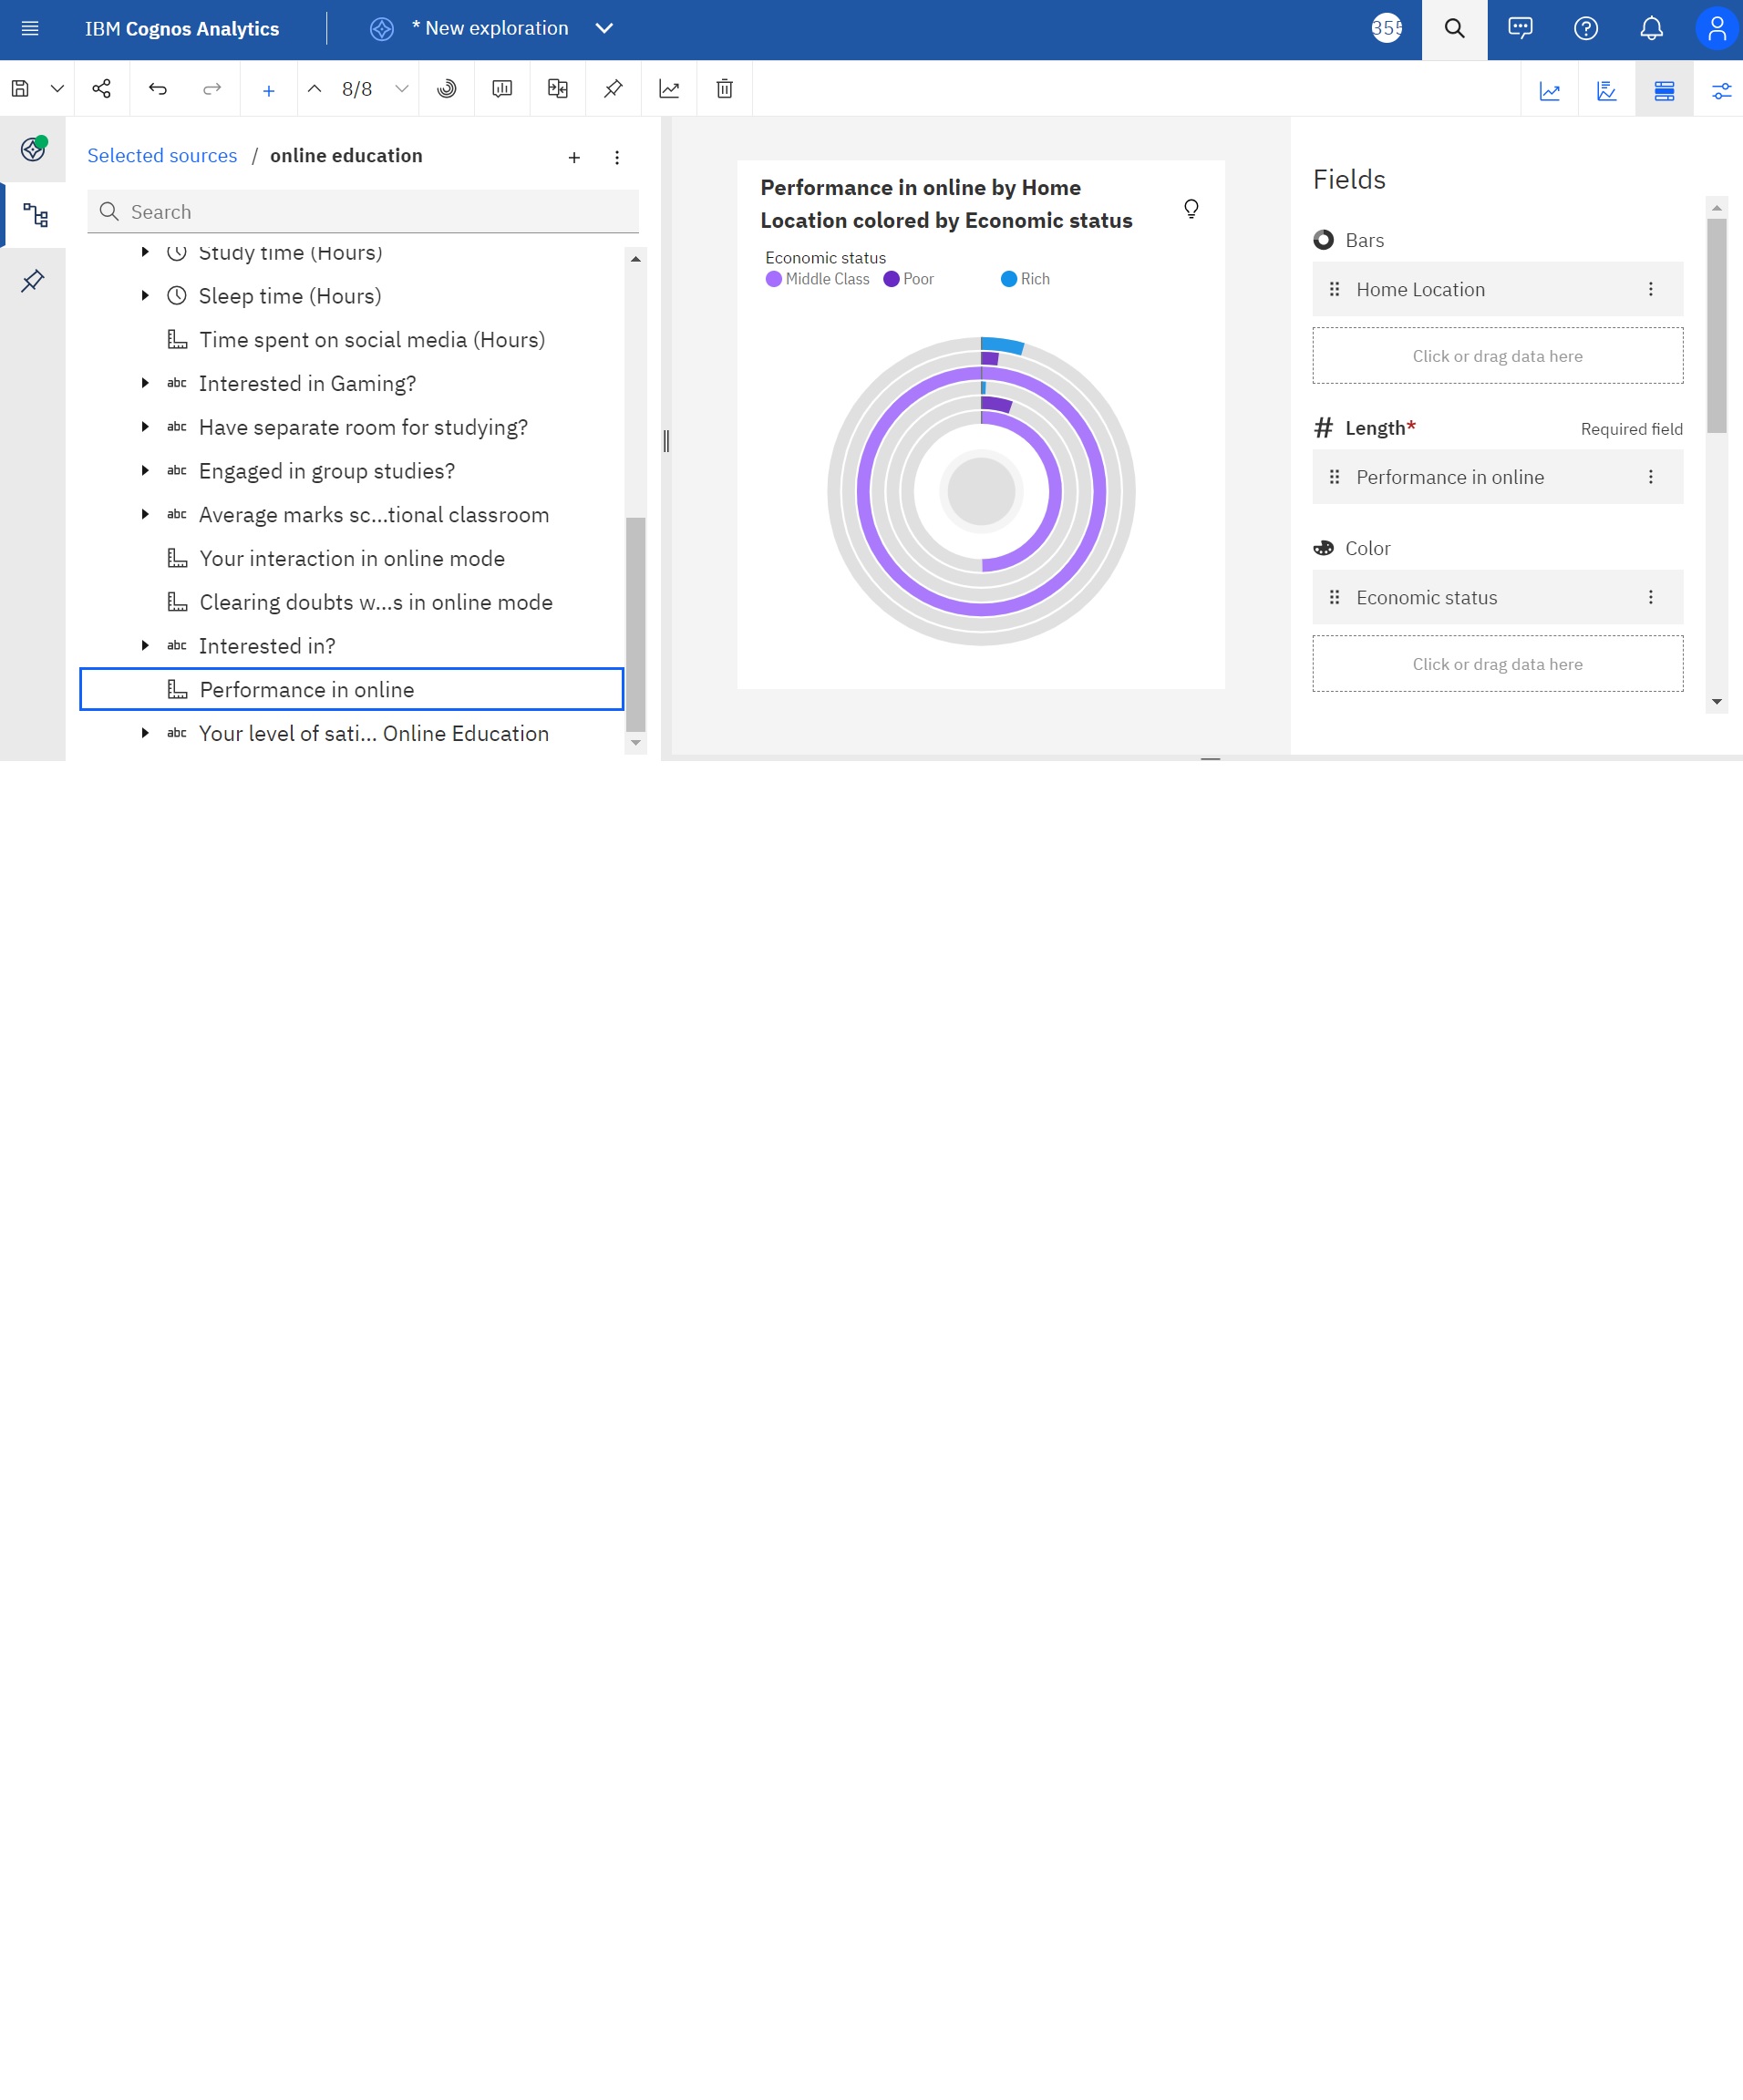 IBM Cognos Analytics
* New exploration
355
8/8
Selected sources / online education
Search
Study time (Hours)
Sleep time (Hours)
Time spent on social media (Hours)
abc Interested in Gaming?
abc Have separate room for studying?
abc Engaged in group studies?
abc Average marks sc...tional classroom
Your interaction in online mode
Clearing doubts w...s in online mode
abc Interested in?
Performance in online
abc Your level of sati... Online Education
Performance in online by Home
Location colored by Economic status
Economic status
Middle Class Poor Rich
Fields
Bars
Home Location
Click or drag data here
# Length* Required field
Performance in online
Color
Economic status
Click or drag data here